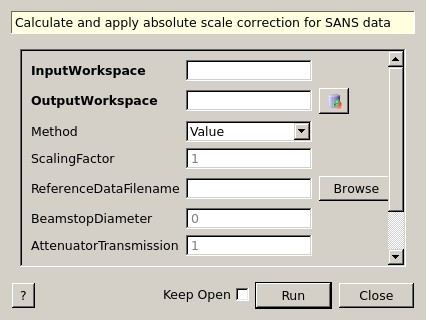 Calculate and apply absolute scale correction for SANS data
InputWorkspace
OutputWorkspace
Method Value
ScalingFactor 1
ReferenceDataFilename Browse
BeamstopDiameter 0
AttenuatorTransmission 1
? Keep Open Run Close